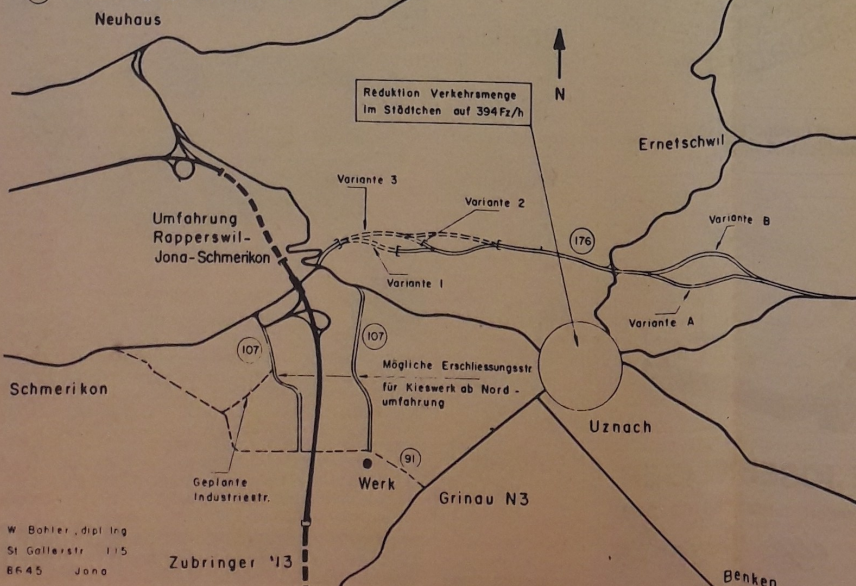 Neuhaus
N
Reduktion Verkehrsmenge
im Städtchen auf 394 Fz/h
Ernetschwil
Variante 3
Variante 2
Umfahrung
Rapperswil-
Jona-Schmerikon
176
Variante B
Variante 1
Variante A
107
107
Mögliche Erschliessungsstr.
für Kieswerk ab Nord-
umfahrung
Schmerikon
Uznach
Geplante
Industriestr.
91
Werk
Grinau N3
W Bohler, dipl Ing
St Gallerstr 115
8645 Jona
Zubringer N3
Benken